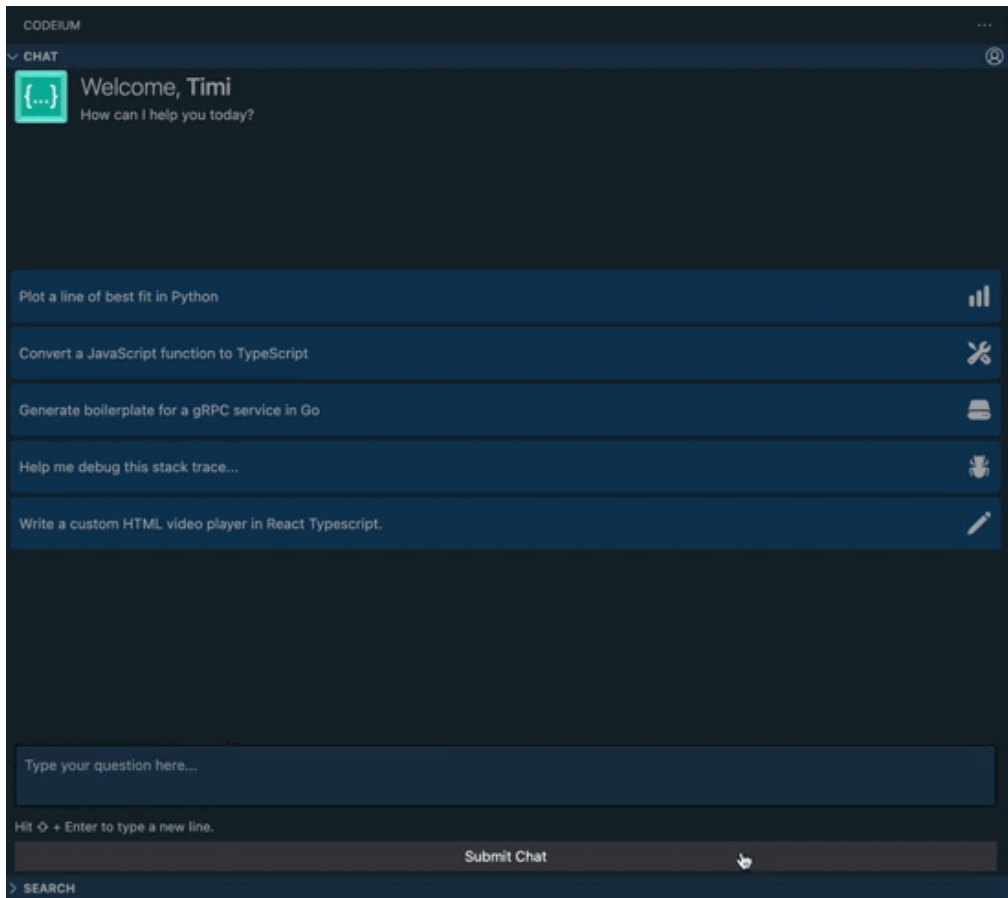 CODEIUM
CHAT
{...}
Welcome, Timi
How can I help you today?
Plot a line of best fit in Python
Convert a JavaScript function to TypeScript
Generate boilerplate for a gRPC service in Go
Help me debug this stack trace...
Write a custom HTML video player in React Typescript.
Type your question here...
Hit ⇧ + Enter to type a new line.
Submit Chat
SEARCH